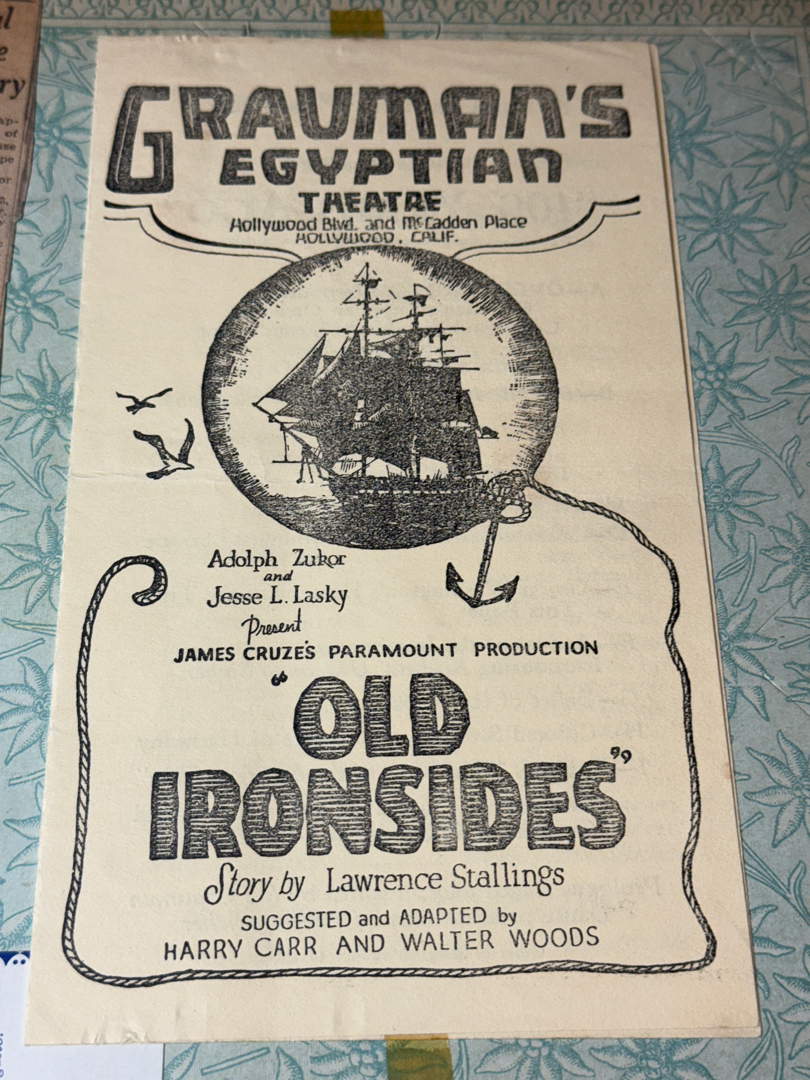 GRAUMAN'S
EGYPTIAN
THEATRE
Hollywood Blvd. and McCadden Place
HOLLYWOOD, CALIF.
Adolph Zukor
and
Jesse L. Lasky
Present
JAMES CRUZE'S PARAMOUNT PRODUCTION
"OLD
IRONSIDES"
Story by Lawrence Stallings
SUGGESTED and ADAPTED by
HARRY CARR AND WALTER WOODS